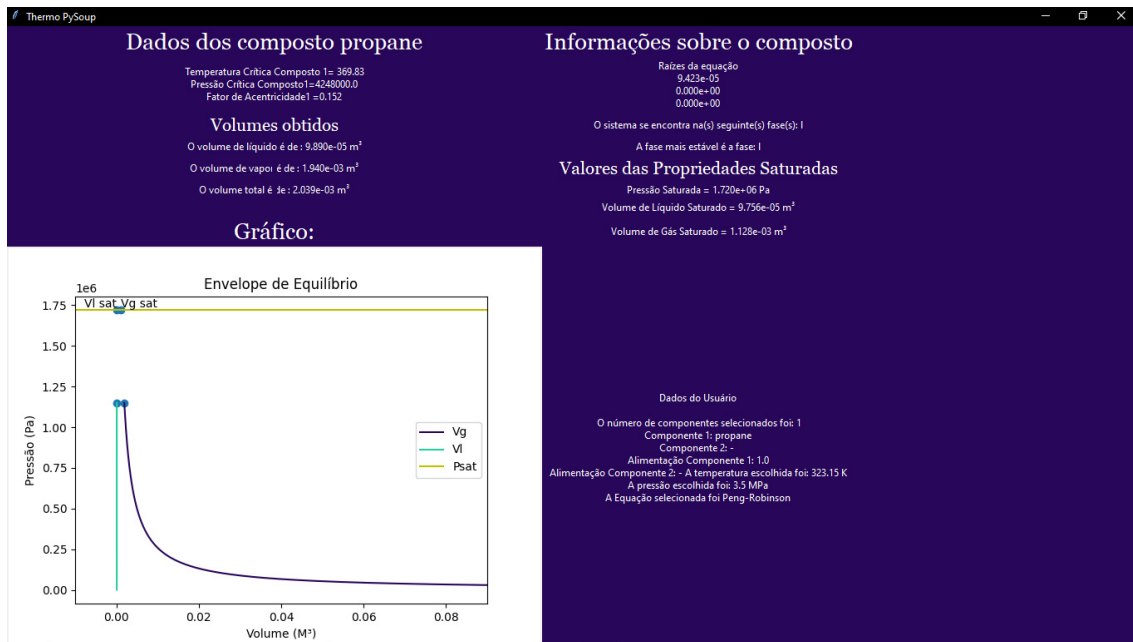 Thermo PySoup
Dados dos composto propane
Temperatura Crítica Composto 1= 369.83
Pressão Crítica Composto1=4248000.0
Fator de Acentricidade1 =0.152
Volumes obtidos
O volume de líquido é de : 9.890e-05 m³
O volume de vapor é de : 1.940e-03 m³
O volume total é de : 2.039e-03 m³
Gráfico:
Envelope de Equilíbrio
1e6
Vl sat Vg sat
1.75
1.50
1.25
1.00
0.75
0.50
0.25
0.00
Pressão (Pa)
Vg
Vl
Psat
0.00 0.02 0.04 0.06 0.08
Volume (M³)
Informações sobre o composto
Raízes da equação
9.423e-05
0.000e+00
0.000e+00
O sistema se encontra na(s) seguinte(s) fase(s): l
A fase mais estável é a fase: l
Valores das Propriedades Saturadas
Pressão Saturada = 1.720e+06 Pa
Volume de Líquido Saturado = 9.756e-05 m³
Volume de Gás Saturado = 1.128e-03 m³
Dados do Usuário
O número de componentes selecionados foi: 1
Componente 1: propane
Componente 2: -
Alimentação Componente 1: 1.0
Alimentação Componente 2: - A temperatura escolhida foi: 323.15 K
A pressão escolhida foi: 3.5 MPa
A Equação selecionada foi Peng-Robinson